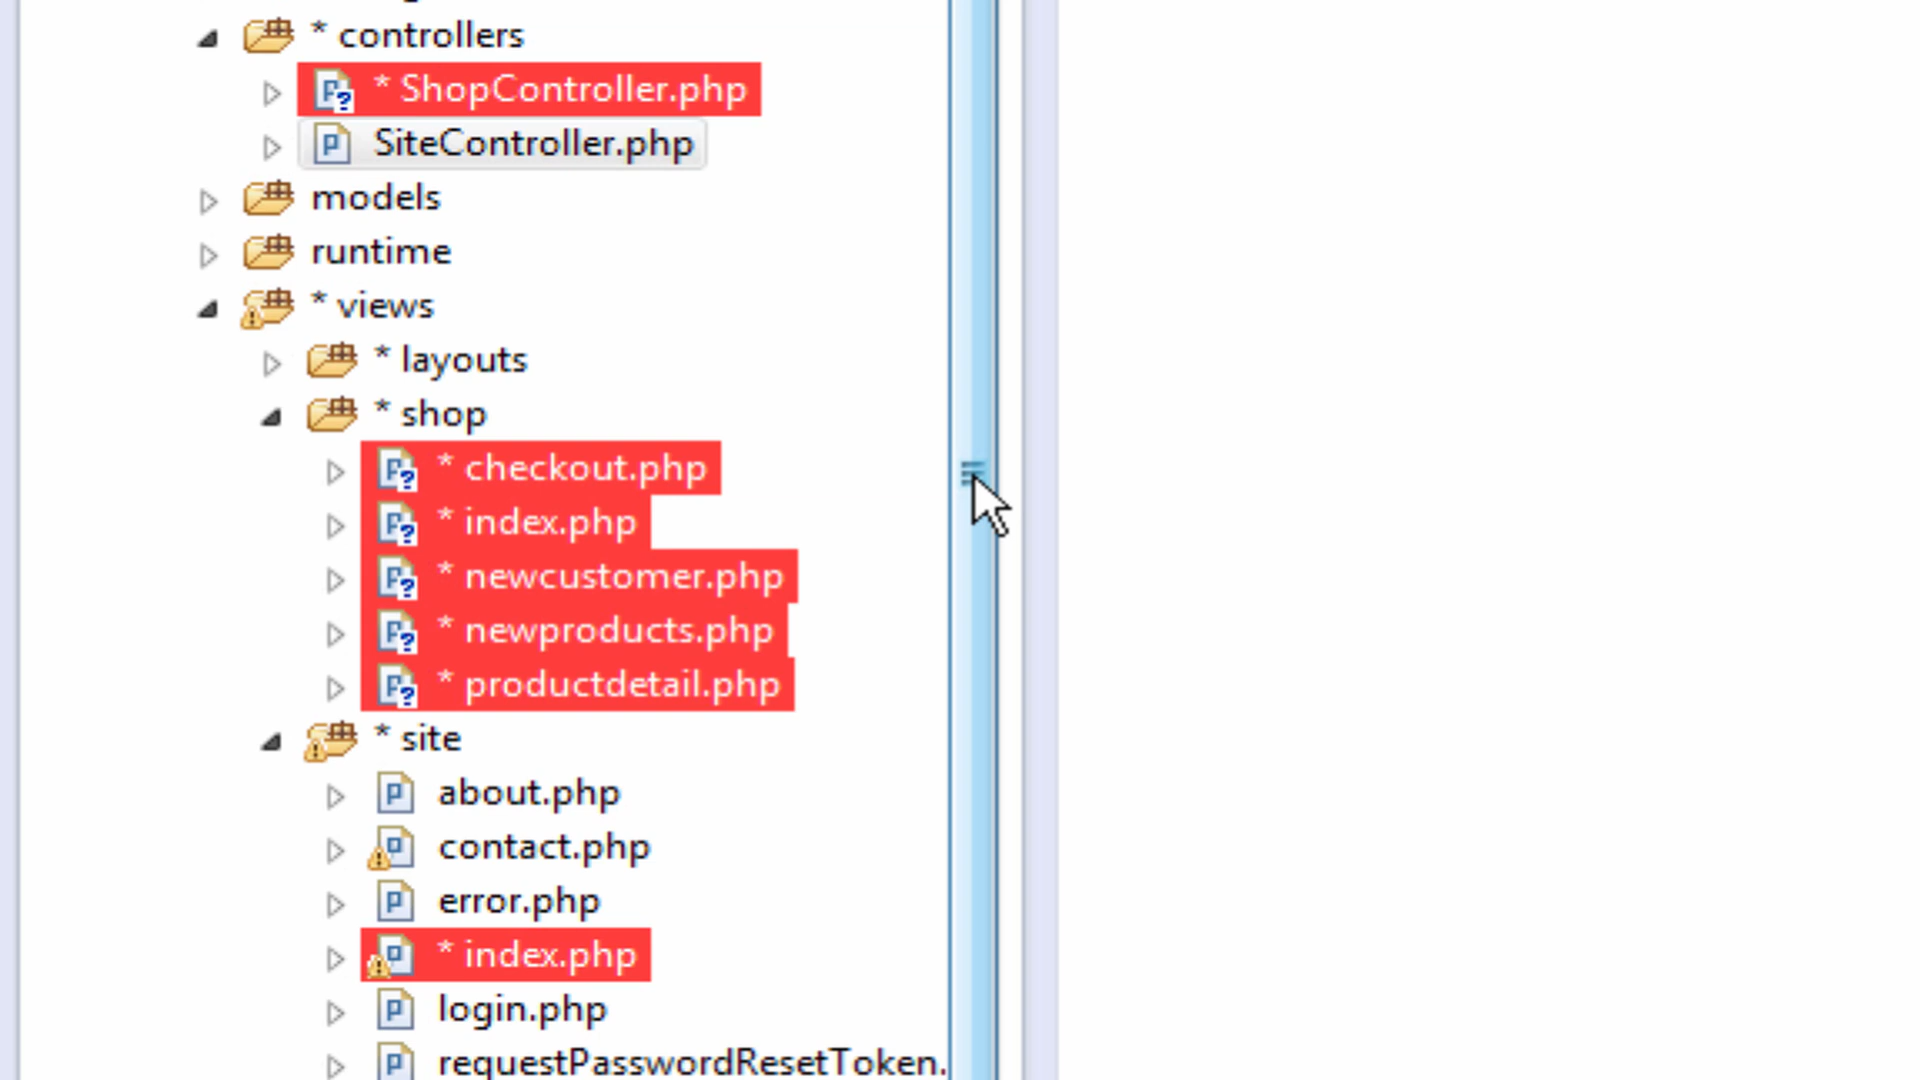 * controllers
* ShopController.php
SiteController.php
models
runtime
* views
* layouts
* shop
* checkout.php
* index.php
* newcustomer.php
* newproducts.php
* productdetail.php
* site
about.php
contact.php
error.php
* index.php
login.php
requestPasswordResetToken.